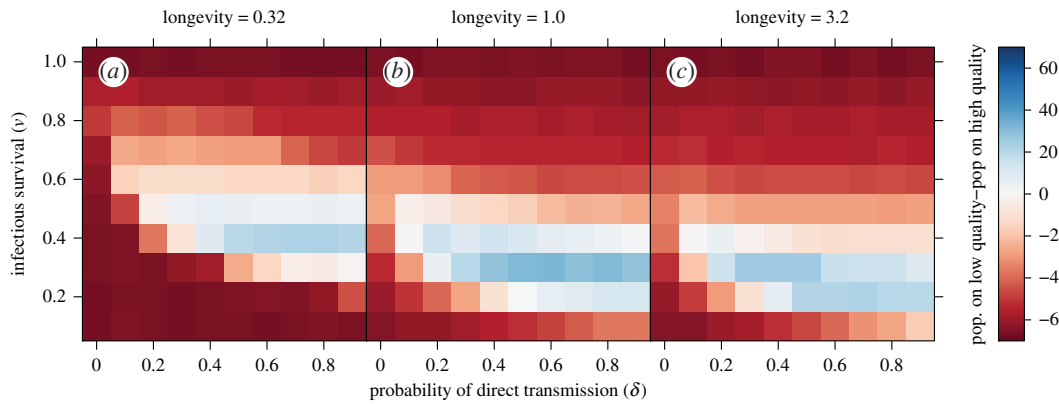 longevity = 0.32
longevity = 1.0
longevity = 3.2
(a)
(b)
(c)
infectious survival (v)
1.0
0.8
0.6
0.4
0.2
0 0.2 0.4 0.6 0.8
0 0.2 0.4 0.6 0.8
0 0.2 0.4 0.6 0.8
probability of direct transmission (δ)
pop. on low quality–pop on high quality
60
40
20
0
−2
−4
−6